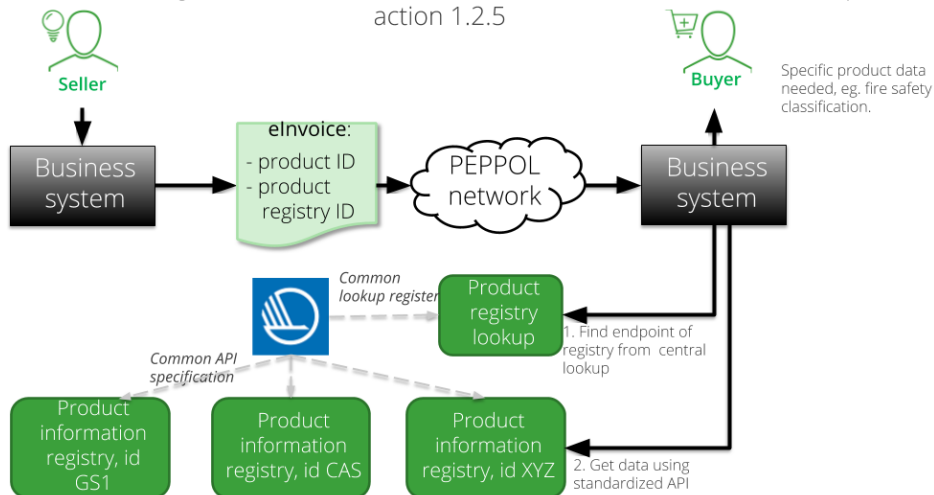 action 1.2.5
Seller
Buyer
Specific product data
needed, eg. fire safety
classification.
Business
system
eInvoice:
- product ID
- product
registry ID
PEPPOL
network
Business
system
Common
lookup register
Product
registry
lookup
1. Find endpoint of
registry from central
lookup
Common API
specification
Product
information
registry, id
GS1
Product
information
registry, id CAS
Product
information
registry, id XYZ
2. Get data using
standardized API